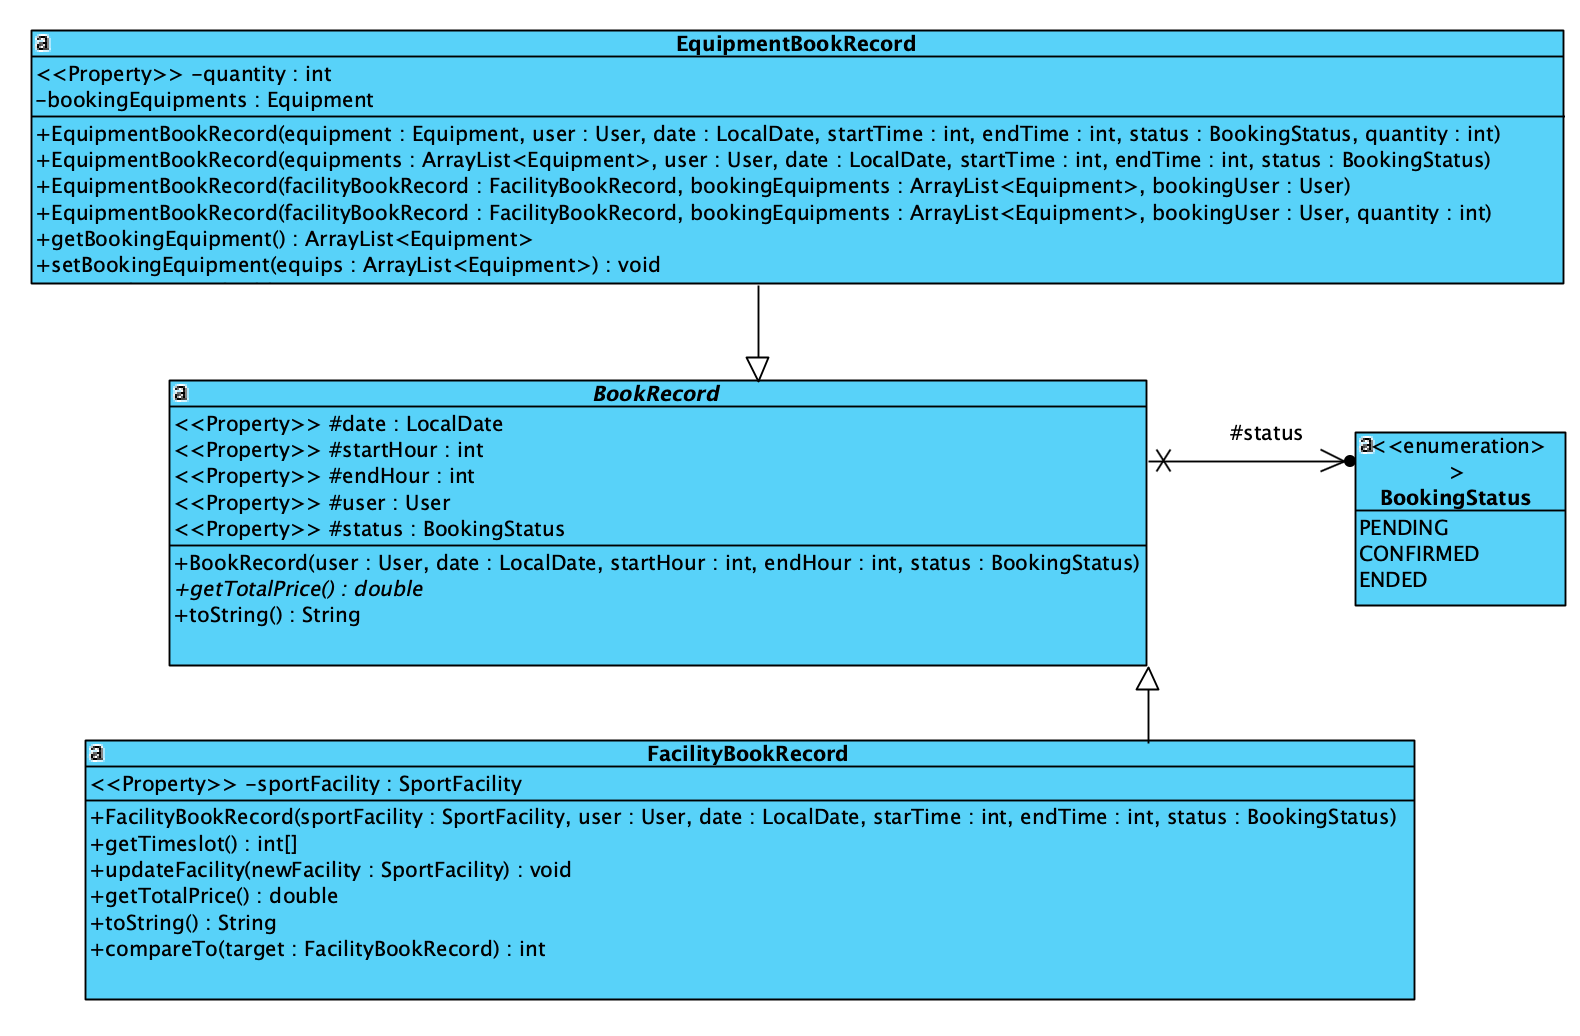 a
EquipmentBookRecord
<<Property>> -quantity : int
-bookingEquipments : Equipment
+EquipmentBookRecord(equipment : Equipment, user : User, date : LocalDate, startTime : int, endTime : int, status : BookingStatus, quantity : int)
+EquipmentBookRecord(equipments : ArrayList<Equipment>, user : User, date : LocalDate, startTime : int, endTime : int, status : BookingStatus)
+EquipmentBookRecord(facilityBookRecord : FacilityBookRecord, bookingEquipments : ArrayList<Equipment>, bookingUser : User)
+EquipmentBookRecord(facilityBookRecord : FacilityBookRecord, bookingEquipments : ArrayList<Equipment>, bookingUser : User, quantity : int)
+getBookingEquipment() : ArrayList<Equipment>
+setBookingEquipment(equips : ArrayList<Equipment>) : void
a
BookRecord
<<Property>> #date : LocalDate
<<Property>> #startHour : int
<<Property>> #endHour : int
<<Property>> #user : User
<<Property>> #status : BookingStatus
+BookRecord(user : User, date : LocalDate, startHour : int, endHour : int, status : BookingStatus)
+getTotalPrice() : double
+toString() : String
#status
a
<<enumeration>
>
BookingStatus
PENDING
CONFIRMED
ENDED
a
FacilityBookRecord
<<Property>> -sportFacility : SportFacility
+FacilityBookRecord(sportFacility : SportFacility, user : User, date : LocalDate, starTime : int, endTime : int, status : BookingStatus)
+getTimeslot() : int[]
+updateFacility(newFacility : SportFacility) : void
+getTotalPrice() : double
+toString() : String
+compareTo(target : FacilityBookRecord) : int